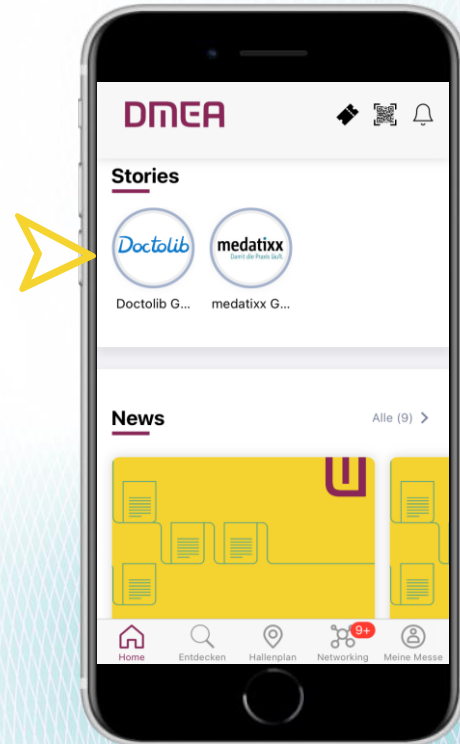 DMEA
Stories
Doctolib
medatixx
Damit die Praxis läuft.
Doctolib G...
medatixx G...
News
Alle (9)
9+
Home
Entdecken
Hallenplan
Networking
Meine Messe